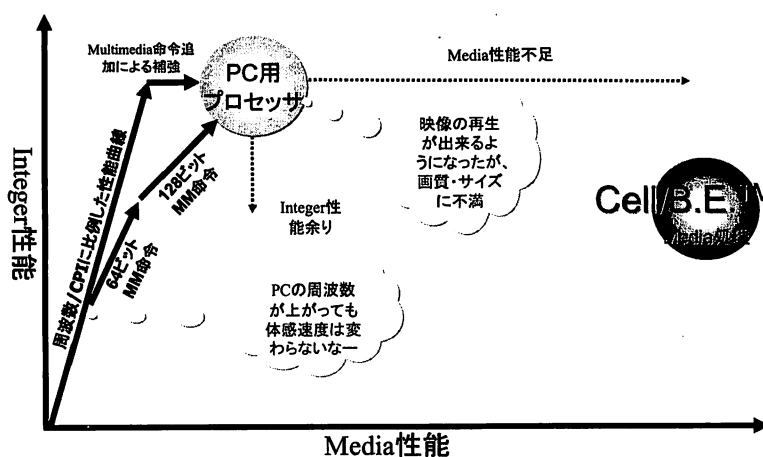 Multimedia命令追
加による補強
PC用
プロセッサ
Media性能不足
映像の再生
が出来るよ
うになったが、
画質・サイズ
に不満
Cell/B.E.™
Integer性能
周波数/CPIに比例した性能曲線
64ビット
MM命令
128ビット
MM命令
Integer性
能余り
PCの周波数
が上がっても
体感速度は変
わらないなー
Media性能